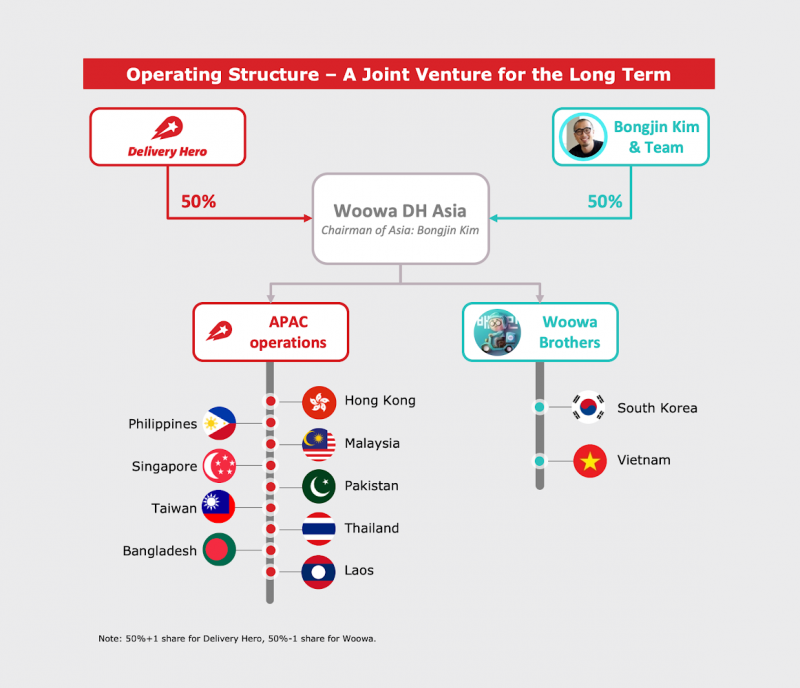 Operating Structure – A Joint Venture for the Long Term
Delivery Hero
Bongjin Kim
& Team
50%
50%
Woowa DH Asia
Chairman of Asia: Bongjin Kim
APAC
operations
Woowa
Brothers
Hong Kong
Philippines
Malaysia
Singapore
Pakistan
Taiwan
Thailand
Bangladesh
Laos
South Korea
Vietnam
Note: 50%+1 share for Delivery Hero, 50%-1 share for Woowa.